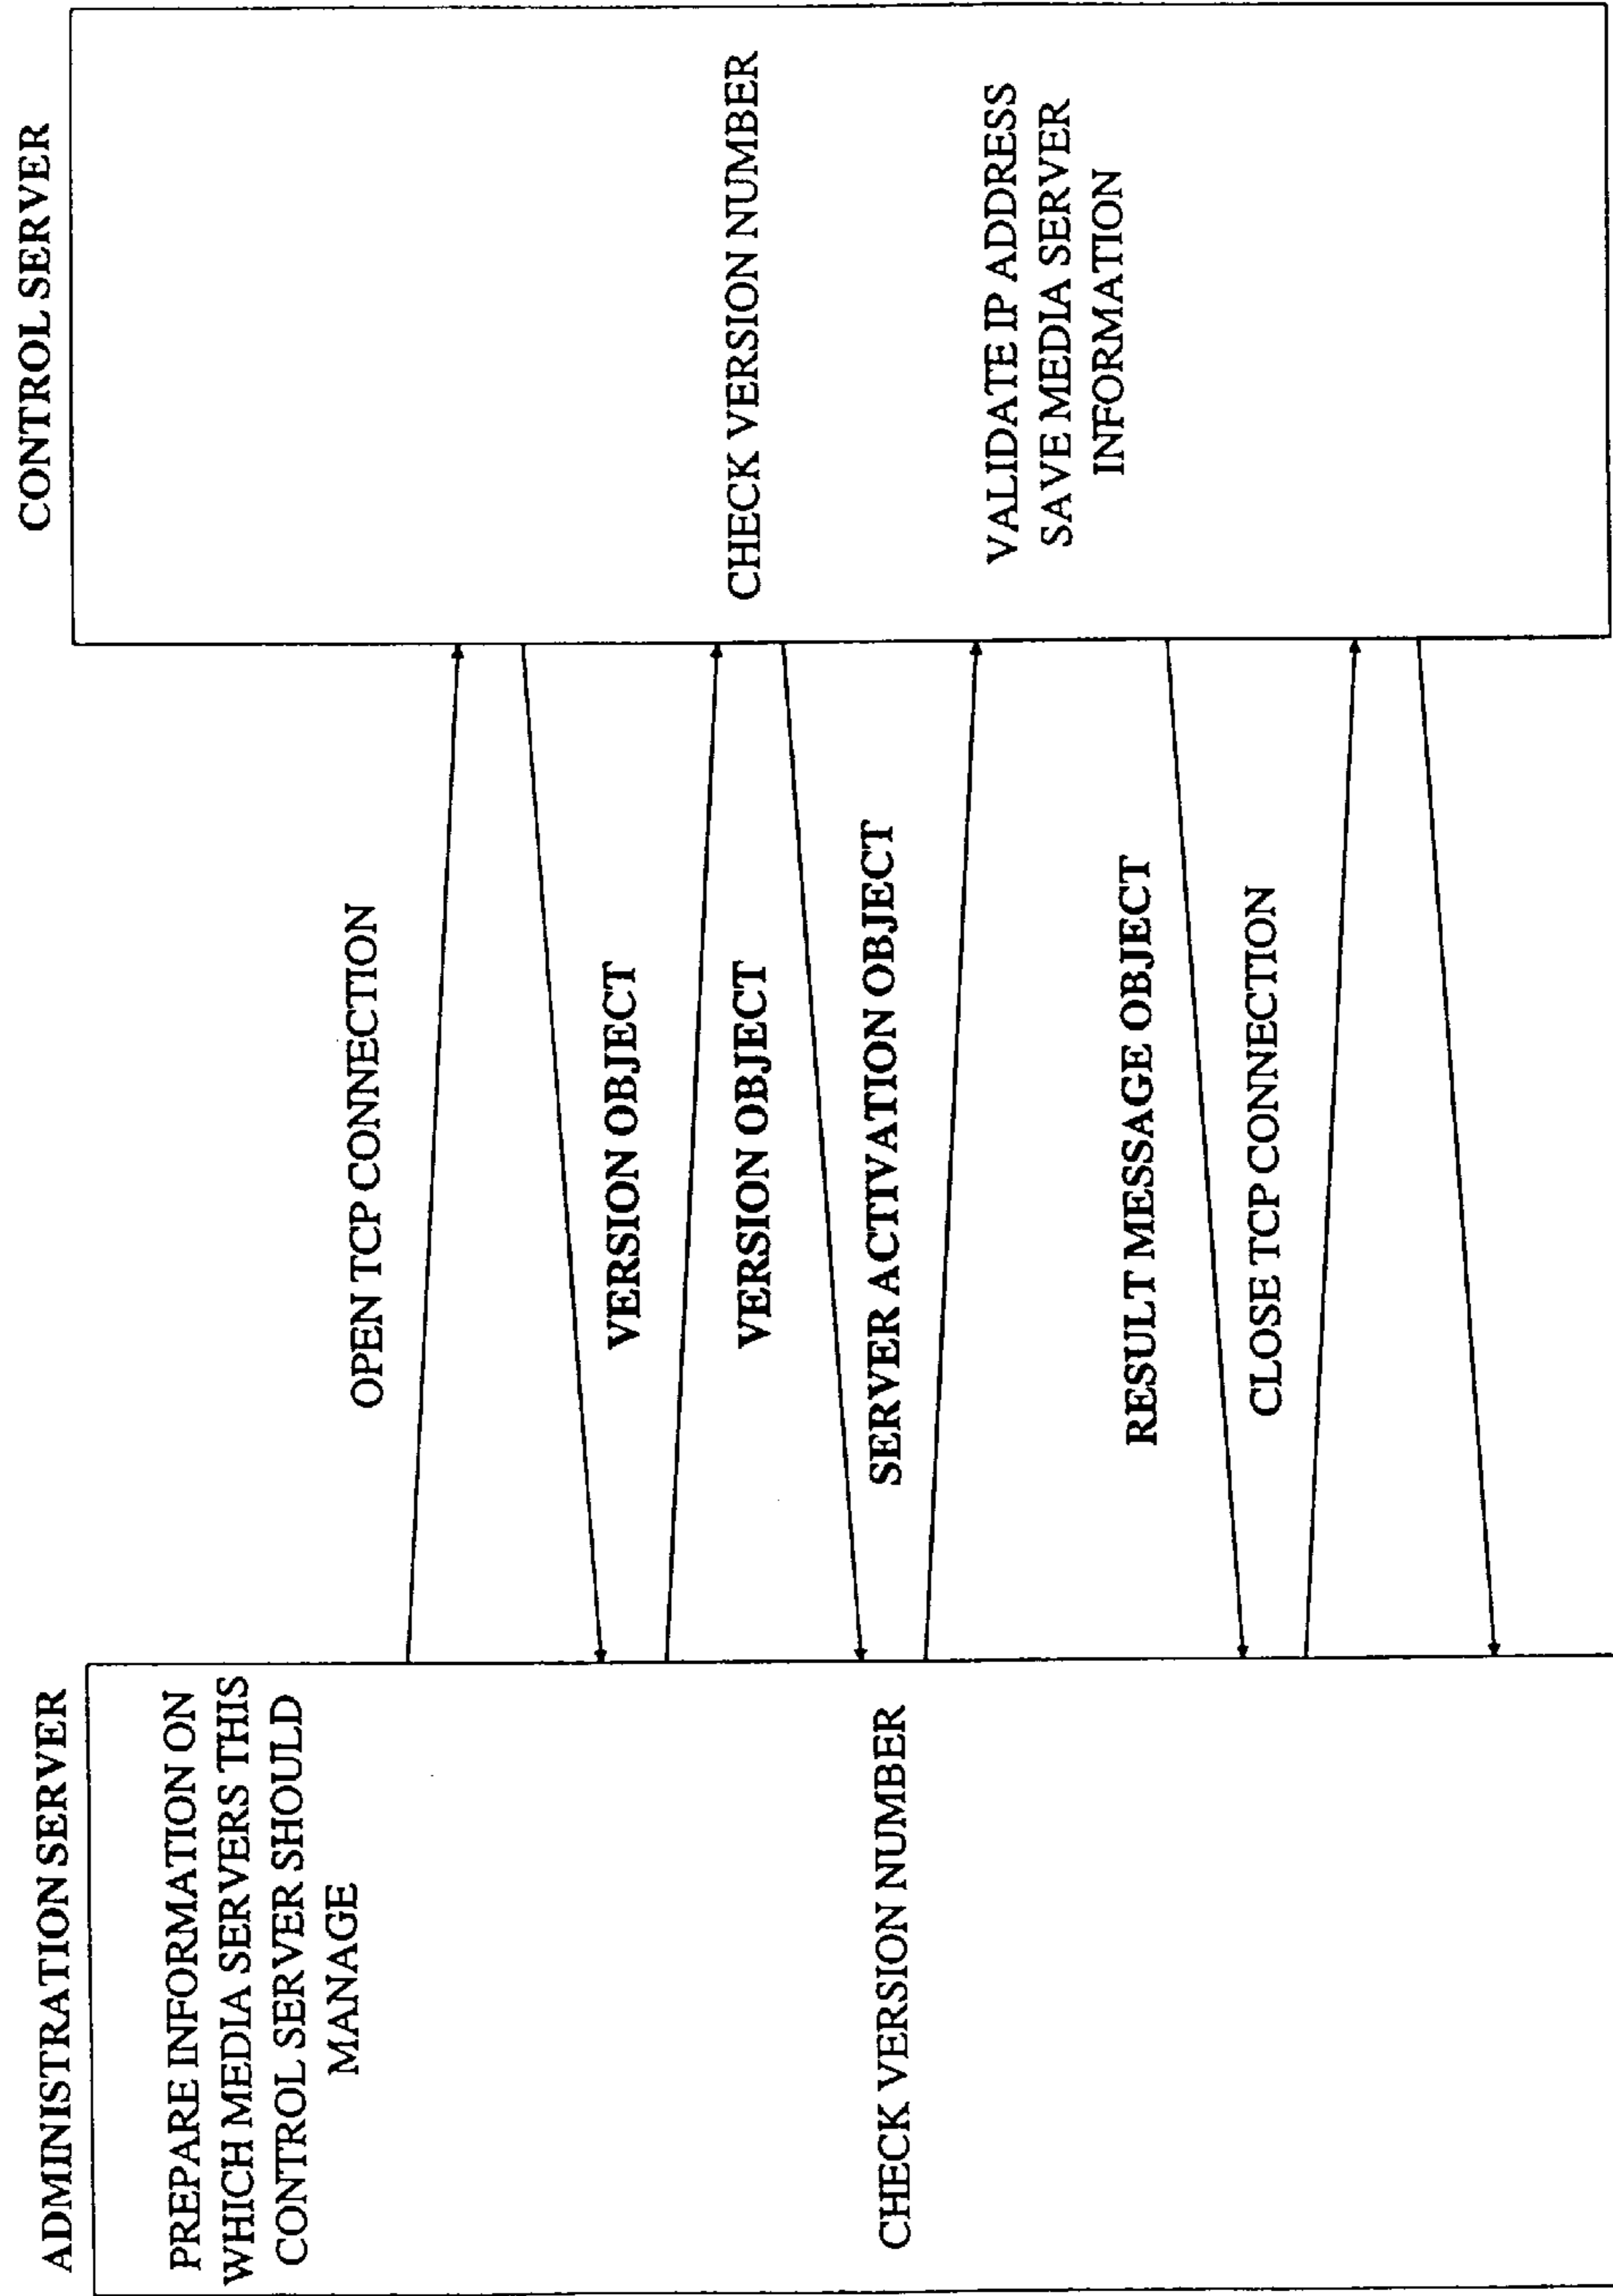 ADMINISTRATION SERVER
PREPARE INFORMATION ON
WHICH MEDIA SERVERS THIS
CONTROL SERVER SHOULD
MANAGE
CHECK VERSION NUMBER
OPEN TCP CONNECTION
VERSION OBJECT
VERSION OBJECT
SERVER ACTIVATION OBJECT
RESULT MESSAGE OBJECT
CLOSE TCP CONNECTION
CONTROL SERVER
CHECK VERSION NUMBER
VALIDATE IP ADDRESS
SAVE MEDIA SERVER
INFORMATION